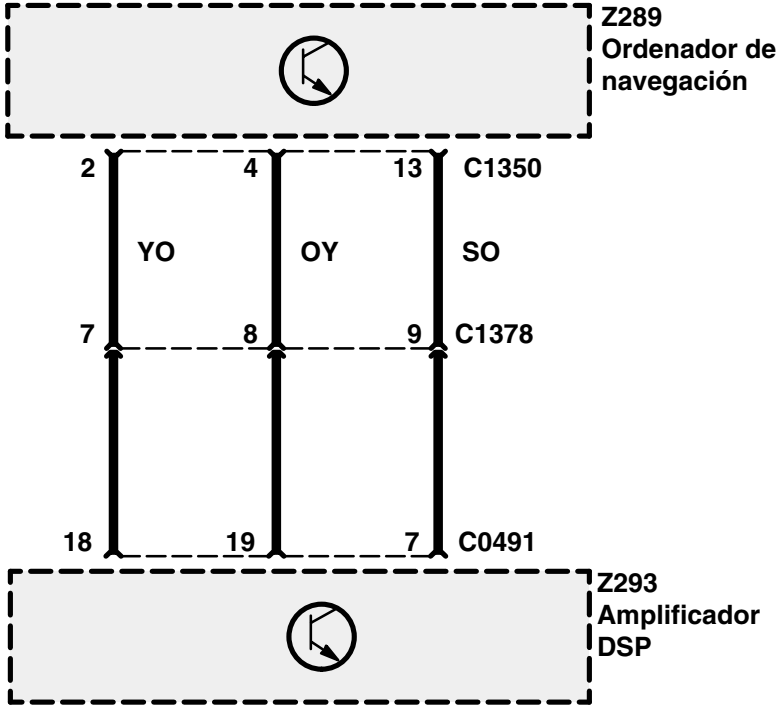 Z289
Ordenador de
navegación
2 4 13 C1350
YO OY SO
7 8 9 C1378
18 19 7 C0491
Z293
Amplificador
DSP